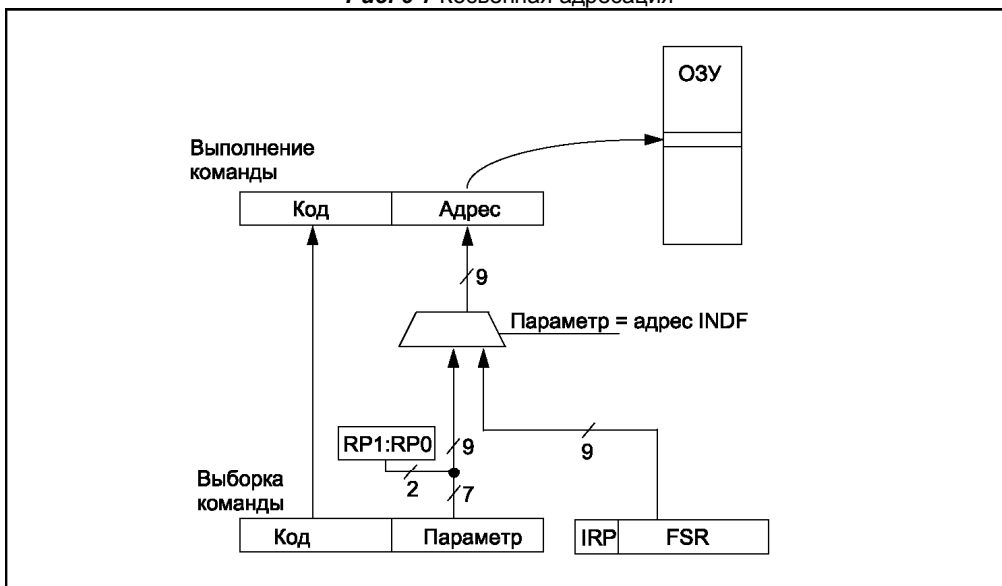 ОЗУ
Выполнение
команды
Код
Адрес
9
Параметр = адрес INDF
RP1:RP0
9
9
2
7
Выборка
команды
Код
Параметр
IRP
FSR